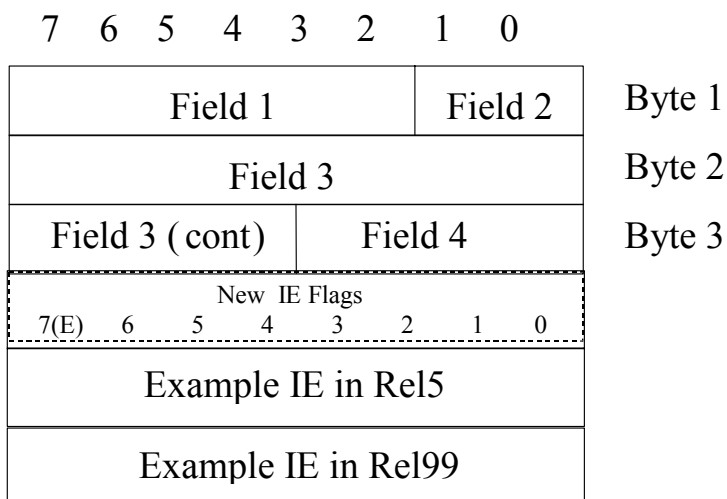 7 6 5 4 3 2 1 0
Field 1 Field 2 Byte 1
Field 3 Byte 2
Field 3 (cont) Field 4 Byte 3
New IE Flags
7(E) 6 5 4 3 2 1 0
Example IE in Rel5
Example IE in Rel99